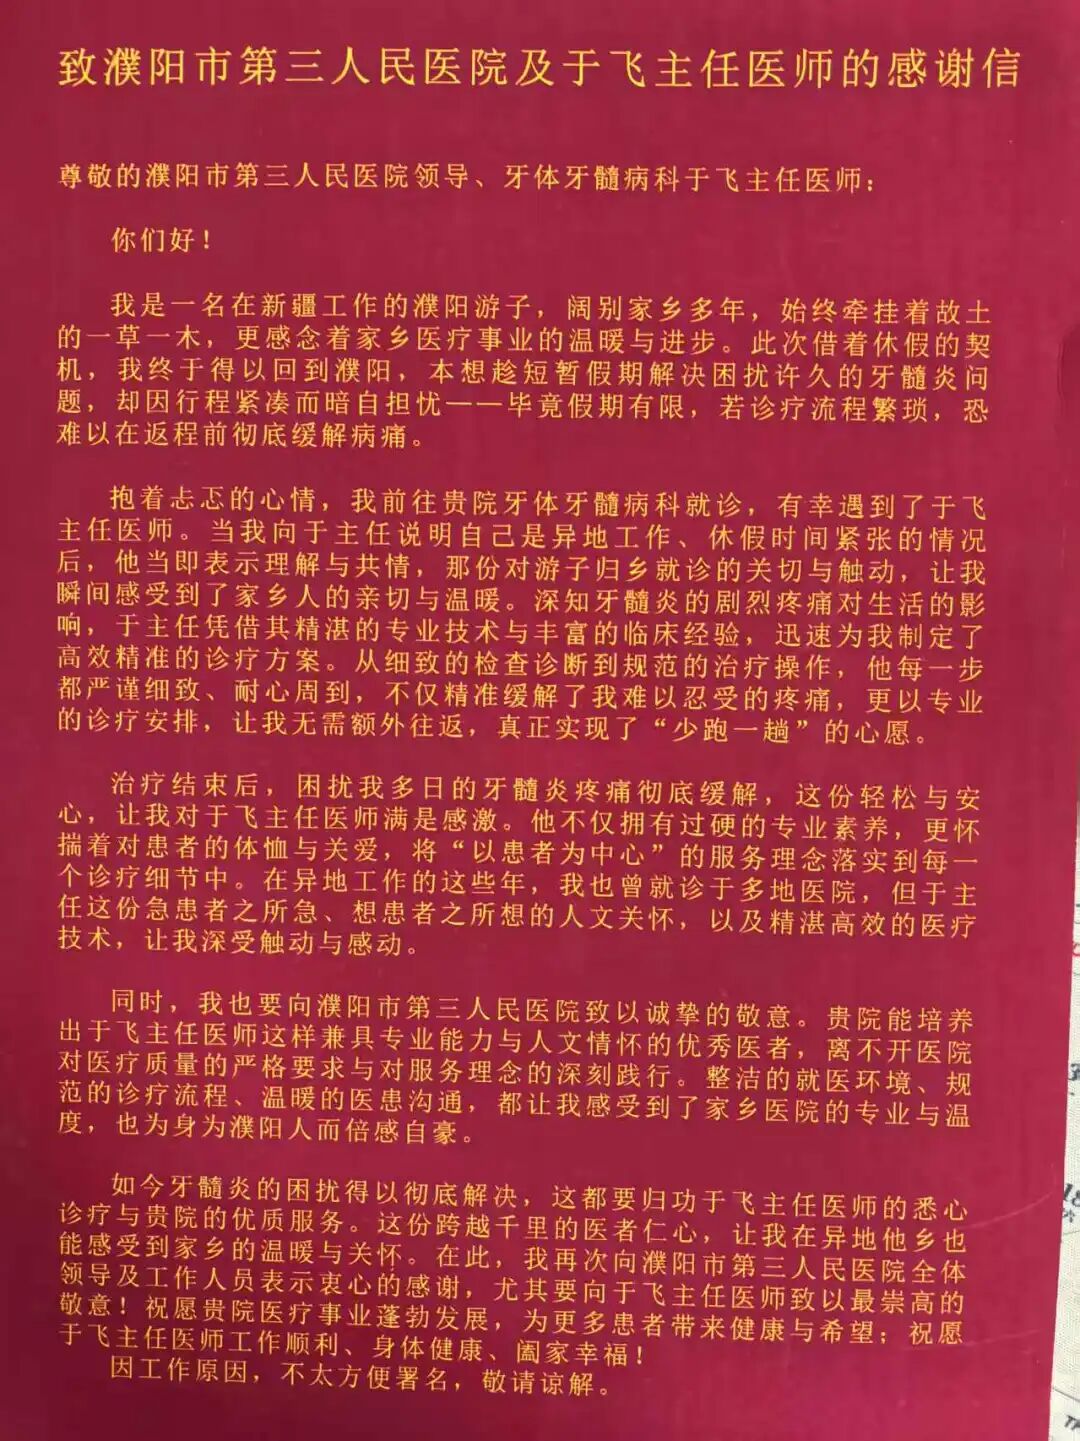 致濮阳市第三人民医院及于飞主任医师的感谢信
尊敬的濮阳市第三人民医院领导、牙体牙髓病科于飞主任医师：
你们好！
我是一名在新疆工作的濮阳游子，阔别家乡多年，始终牵挂着故土
的一草一木，更感念着家乡医疗事业的温暖与进步。此次借着休假的契
机，我终于得以回到濮阳，本想趁短暂假期解决困扰许久的牙髓炎问
题，却因行程紧凑而暗自担忧——毕竟假期有限，若诊疗流程繁琐，恐
难以在返程前彻底缓解病痛。
抱着忐忑的心情，我前往贵院牙体牙髓病科就诊，有幸遇到了于飞
主任医师。当我向于主任说明自己是异地工作、休假时间紧张的情况
后，他当即表示理解与共情，那份对游子归乡就诊的关切与触动，让我
瞬间感受到了家乡人的亲切与温暖。深知牙髓炎的剧烈疼痛对生活的影
响，于主任凭借其精湛的专业技术与丰富的临床经验，迅速为我制定了
高效精准的诊疗方案。从细致的检查诊断到规范的治疗操作，他每一步
都严谨细致、耐心周到，不仅精准缓解了我难以忍受的疼痛，更以专业
的诊疗安排，让我无需额外往返，真正实现了“少跑一趟”的心愿。
治疗结束后，困扰我多日的牙髓炎疼痛彻底缓解，这份轻松与安
心，让我对于飞主任医师满是感激。他不仅拥有过硬的专业素养，更怀
揣着对患者的体恤与关爱，将“以患者为中心”的服务理念落实到每一
个诊疗细节中。在异地工作的这些年，我也曾就诊于多地医院，但于主
任这份急患者之所急、想患者之所想的人文关怀，以及精湛高效的医疗
技术，让我深受触动与感动。
同时，我也要向濮阳市第三人民医院致以诚挚的敬意。贵院能培养
出于飞主任医师这样兼具专业能力与人文情怀的优秀医者，离不开医院
对医疗质量的严格要求与对服务理念的深刻践行。整洁的就医环境、规
范的诊疗流程、温暖的医患沟通，都让我感受到了家乡医院的专业与温
度，也为身为濮阳人而倍感自豪。
如今牙髓炎的困扰得以彻底解决，这都要归功于飞主任医师的悉心
诊疗与贵院的优质服务。这份跨越千里的医者仁心，让我在异地他乡也
能感受到家乡的温暖与关怀。在此，我再次向濮阳市第三人民医院全体
领导及工作人员表示衷心的感谢，尤其要向于飞主任医师致以最崇高的
敬意！祝愿贵院医疗事业蓬勃发展，为更多患者带来健康与希望；祝愿
于飞主任医师工作顺利、身体健康、阖家幸福！
因工作原因，不太方便署名，敬请谅解。